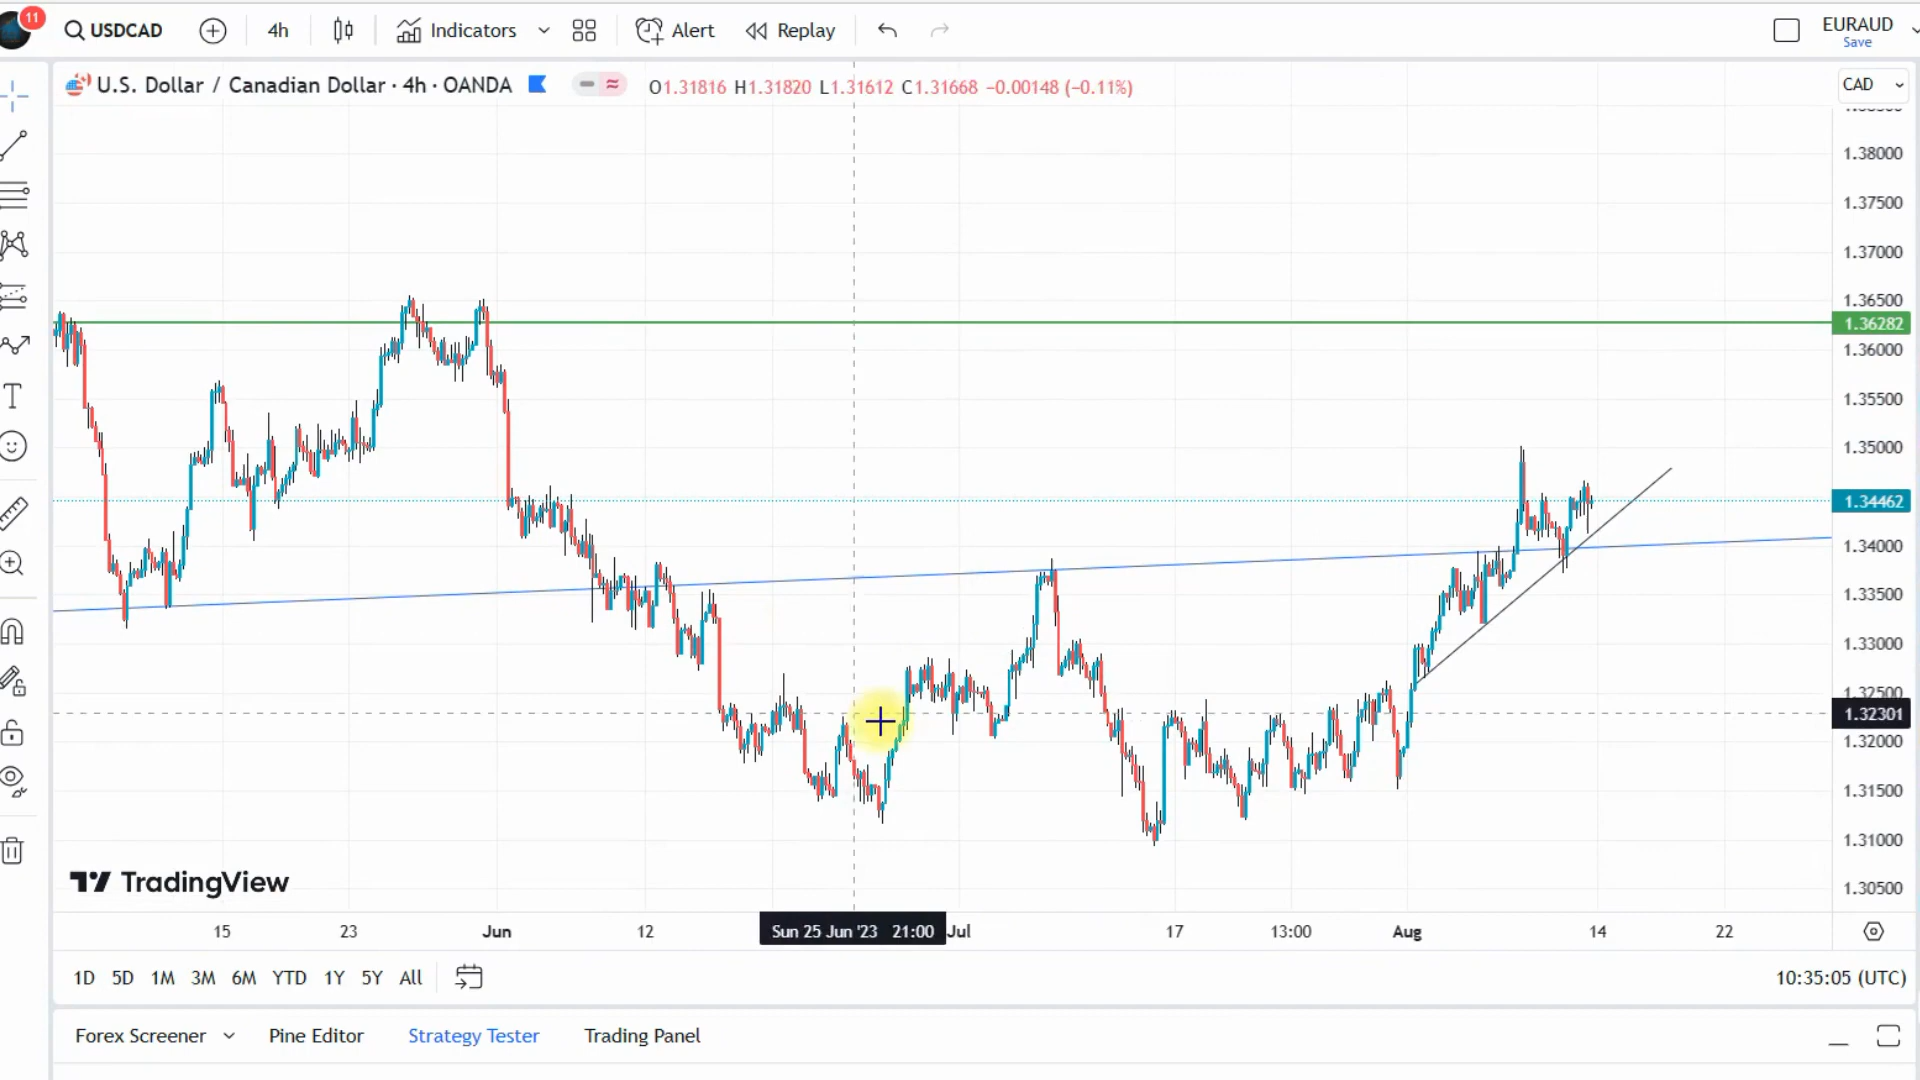 11
USDCAD
4h
Indicators
Alert
Replay
EURAUD
Save
U.S. Dollar / Canadian Dollar · 4h · OANDA
O1.31816 H1.31820 L1.31612 C1.31668 −0.00148 (−0.11%)
CAD
1.38000
1.37500
1.37000
1.36500
1.36282
1.36000
1.35500
1.35000
1.34462
1.34000
1.33500
1.33000
1.32500
1.32301
1.32000
1.31500
1.31000
1.30500
TradingView
15 23 Jun 12 Sun 25 Jun '23 21:00 Jul 17 13:00 Aug 14 22
1D 5D 1M 3M 6M YTD 1Y 5Y All
10:35:05 (UTC)
Forex Screener Pine Editor Strategy Tester Trading Panel